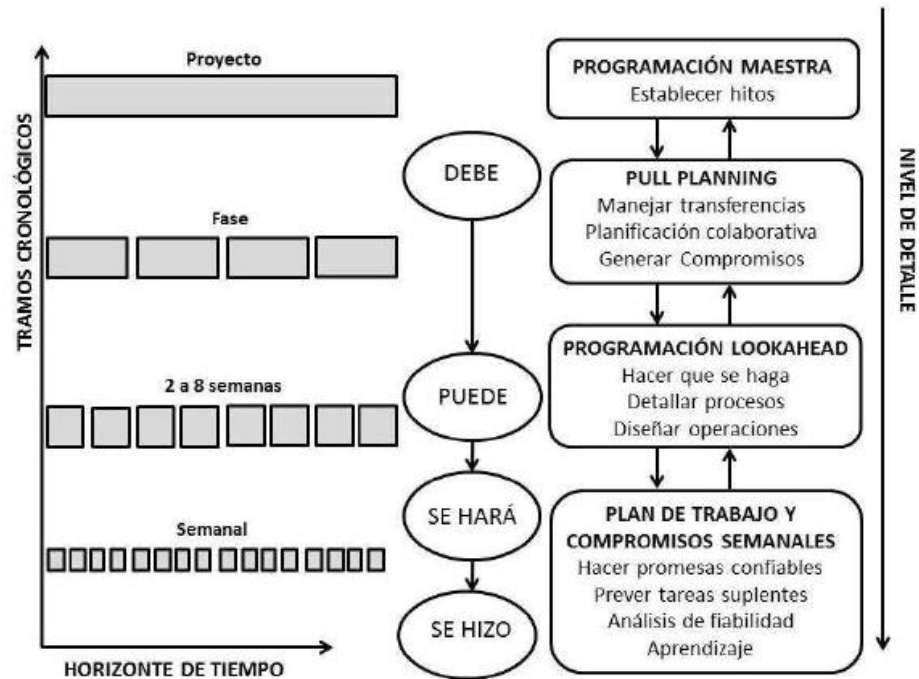 TRAMOS CRONOLÓGICOS
Proyecto
Fase
2 a 8 semanas
Semanal
HORIZONTE DE TIEMPO
DEBE
PUEDE
SE HARÁ
SE HIZO
PROGRAMACIÓN MAESTRA
Establecer hitos
PULL PLANNING
Manejar transferencias
Planificación colaborativa
Generar Compromisos
PROGRAMACIÓN LOOKAHEAD
Hacer que se haga
Detallar procesos
Diseñar operaciones
PLAN DE TRABAJO Y
COMPROMISOS SEMANALES
Hacer promesas confiables
Prever tareas suplentes
Análisis de fiabilidad
Aprendizaje
NIVEL DE DETALLE